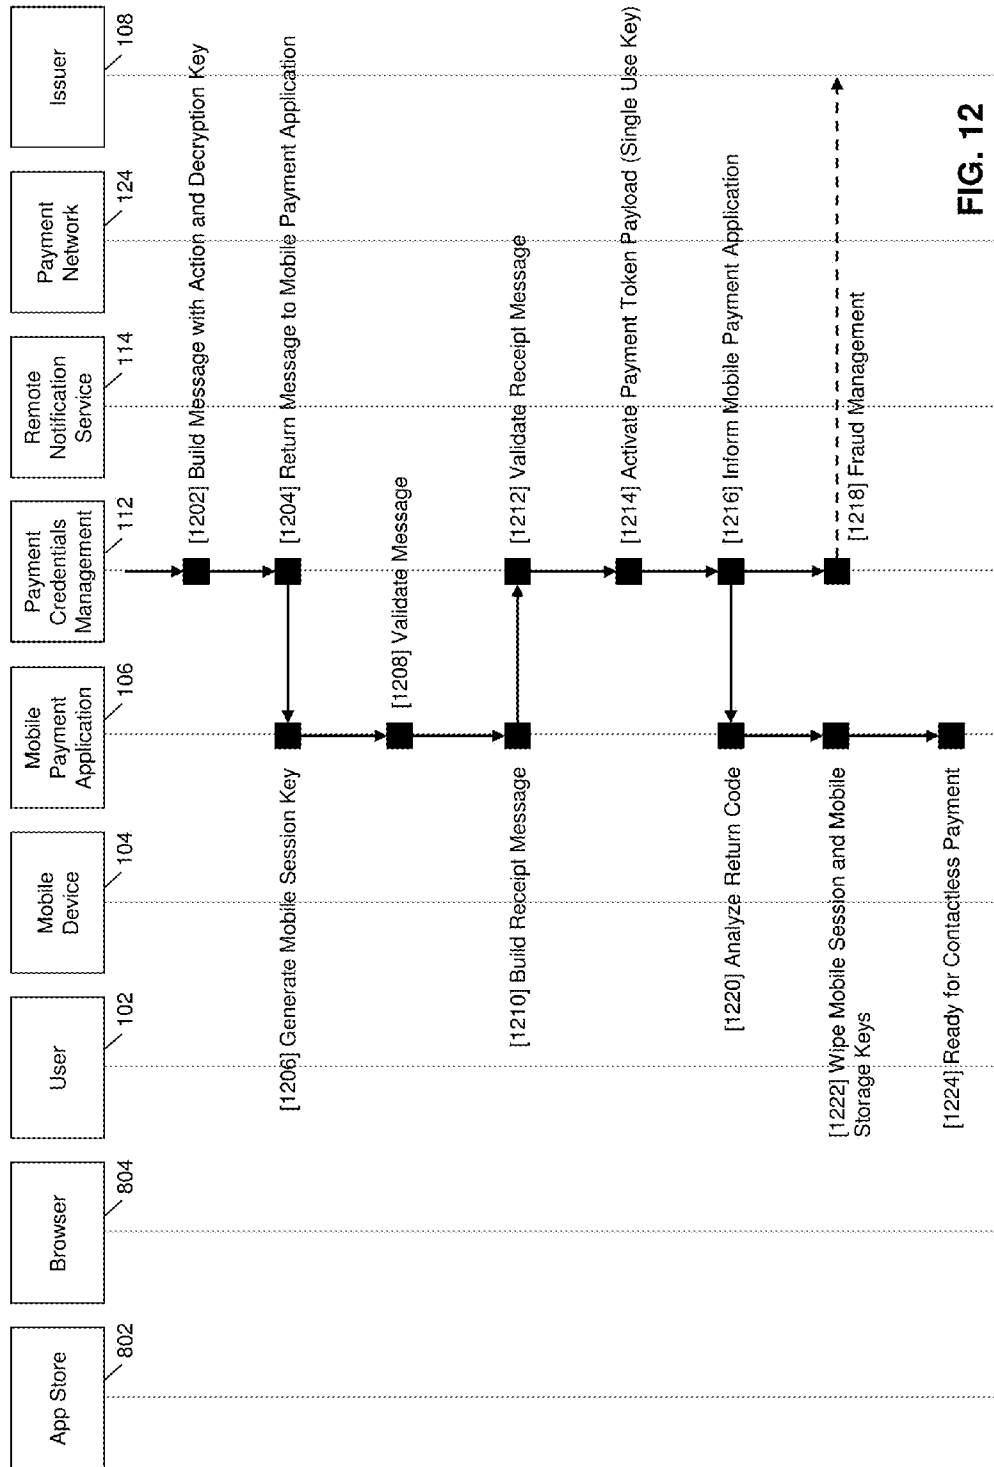 App Store
802
Browser
804
User
102
Mobile
Device
104
Mobile
Payment
Application
106
Payment
Credentials
Management
112
Remote
Notification
Service
114
Payment
Network
124
Issuer
108
[1202] Build Message with Action and Decryption Key
[1204] Return Message to Mobile Payment Application
[1206] Generate Mobile Session Key
[1208] Validate Message
[1210] Build Receipt Message
[1212] Validate Receipt Message
[1214] Activate Payment Token Payload (Single Use Key)
[1216] Inform Mobile Payment Application
[1220] Analyze Return Code
[1218] Fraud Management
[1222] Wipe Mobile Session and Mobile
Storage Keys
[1224] Ready for Contactless Payment
FIG. 12